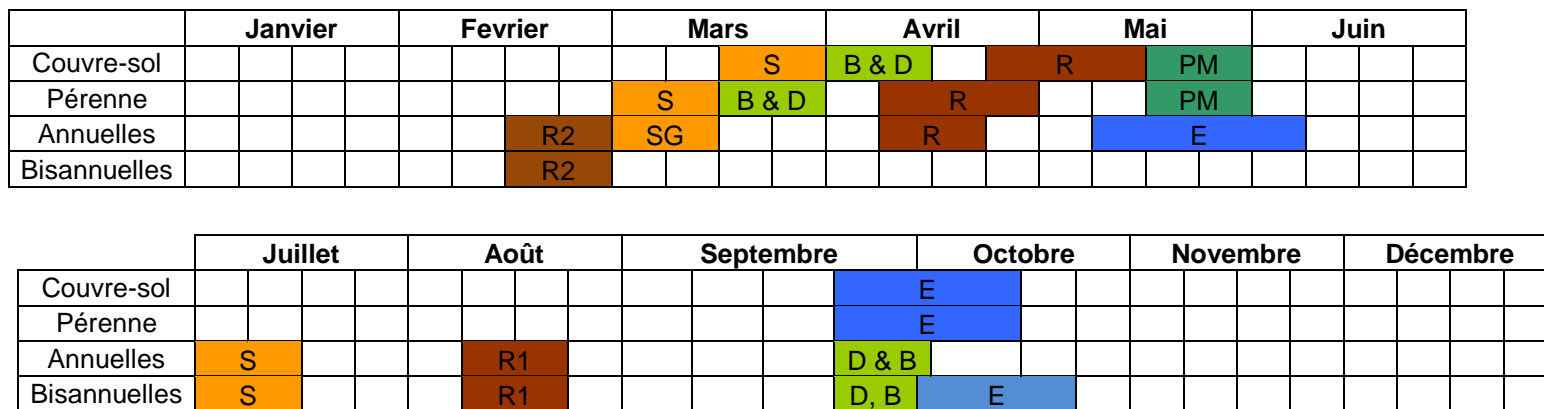 Janvier Fevrier Mars Avril Mai Juin
Couvre-sol S B & D R PM
Pérenne S B & D R PM
Annuelles R2 SG R E
Bisannuelles R2
Juillet Août Septembre Octobre Novembre Décembre
Couvre-sol E
Pérenne E
Annuelles S R1 D & B
Bisannuelles S R1 D, B E